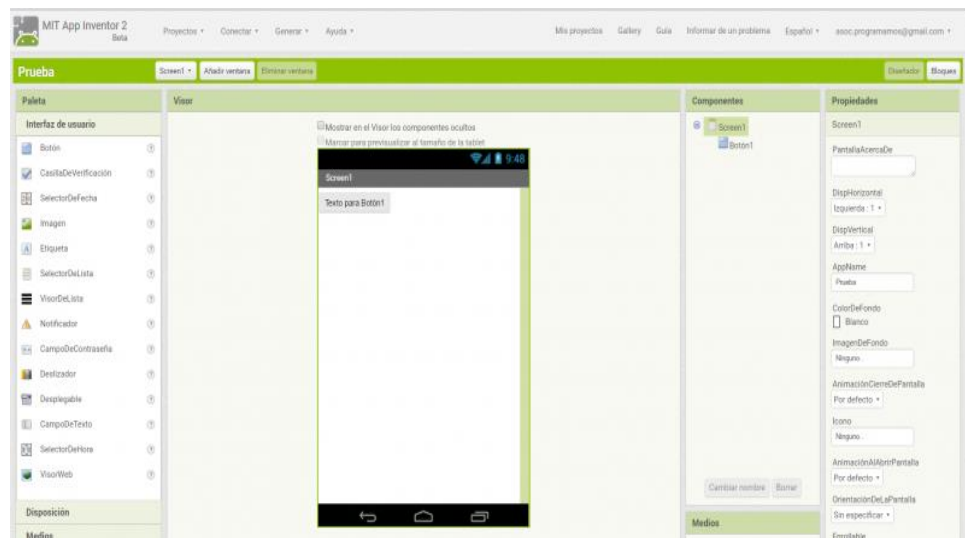 MIT App Inventor 2
Beta
Proyectos Conectar Generar Ayuda
Mis proyectos Gallery Guía Informar de un problema Español asoc.programamos@gmail.com
Prueba
Screen1 Añadir ventana Eliminar ventana
Diseñador Bloques
Paleta
Interfaz de usuario
Botón
CasillaDeVerificación
SelectorDeFecha
Imagen
Etiqueta
SelectorDeLista
VisorDeLista
Notificador
CampoDeContraseña
Deslizador
Desplegable
CampoDeTexto
SelectorDeHora
VisorWeb
Disposición
Medios
Visor
Mostrar en el Visor los componentes ocultos
Marcar para previsualizar al tamaño de la tablet
9:48
Screen1
Texto para Botón1
Componentes
Screen1
Botón1
Cambiar nombre Borrar
Medios
Propiedades
Screen1
PantallaAcercaDe
DispHorizontal
Izquierda : 1
DispVertical
Arriba : 1
AppName
Prueba
ColorDeFondo
Blanco
ImagenDeFondo
Ninguno...
AnimaciónCierreDePantalla
Por defecto
Icono
Ninguno...
AnimaciónAlAbrirPantalla
Por defecto
OrientaciónDeLaPantalla
Sin especificar
Enrollable